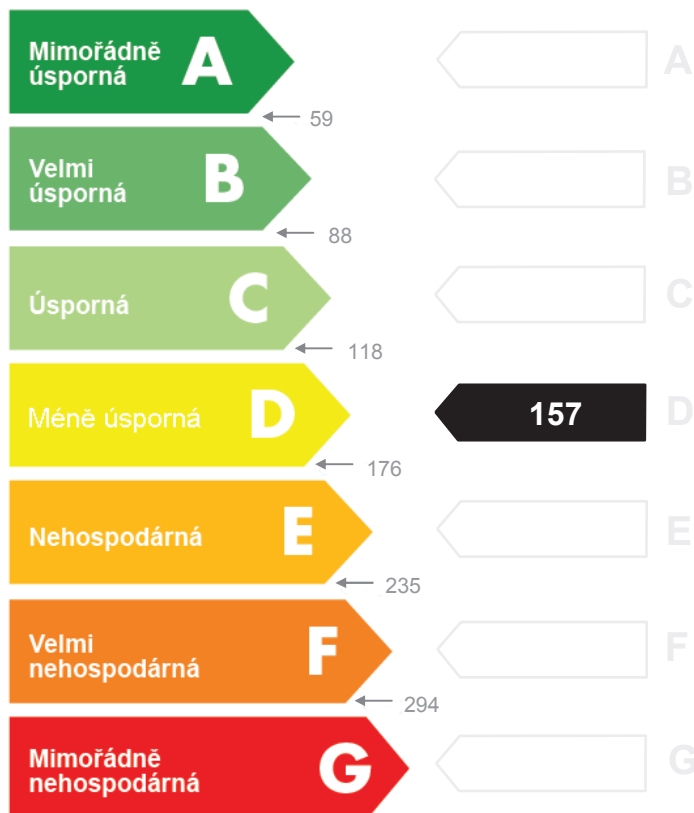 Mimořádně
úsporná
A
A
59
Velmi
úsporná
B
B
88
Úsporná
C
C
118
Méně úsporná
D
157
D
176
Nehospodárná
E
E
235
Velmi
nehospodárná
F
F
294
Mimořádně
nehospodárná
G
G